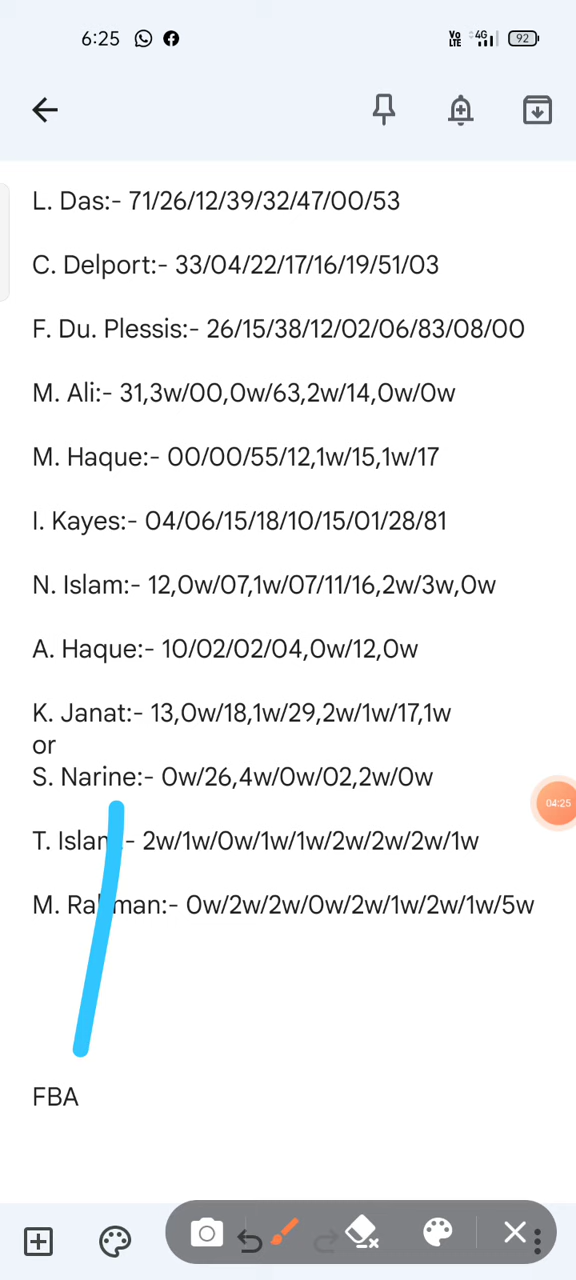 6:25
Vo LTE 4G 92
L. Das:- 71/26/12/39/32/47/00/53
C. Delport:- 33/04/22/17/16/19/51/03
F. Du. Plessis:- 26/15/38/12/02/06/83/08/00
M. Ali:- 31,3w/00,0w/63,2w/14,0w/0w
M. Haque:- 00/00/55/12,1w/15,1w/17
I. Kayes:- 04/06/15/18/10/15/01/28/81
N. Islam:- 12,0w/07,1w/07/11/16,2w/3w,0w
A. Haque:- 10/02/02/04,0w/12,0w
K. Janat:- 13,0w/18,1w/29,2w/1w/17,1w
or
S. Narine:- 0w/26,4w/0w/02,2w/0w
04:25
T. Islam:- 2w/1w/0w/1w/1w/2w/2w/2w/1w
M. Rahman:- 0w/2w/2w/0w/2w/1w/2w/1w/5w
FBA